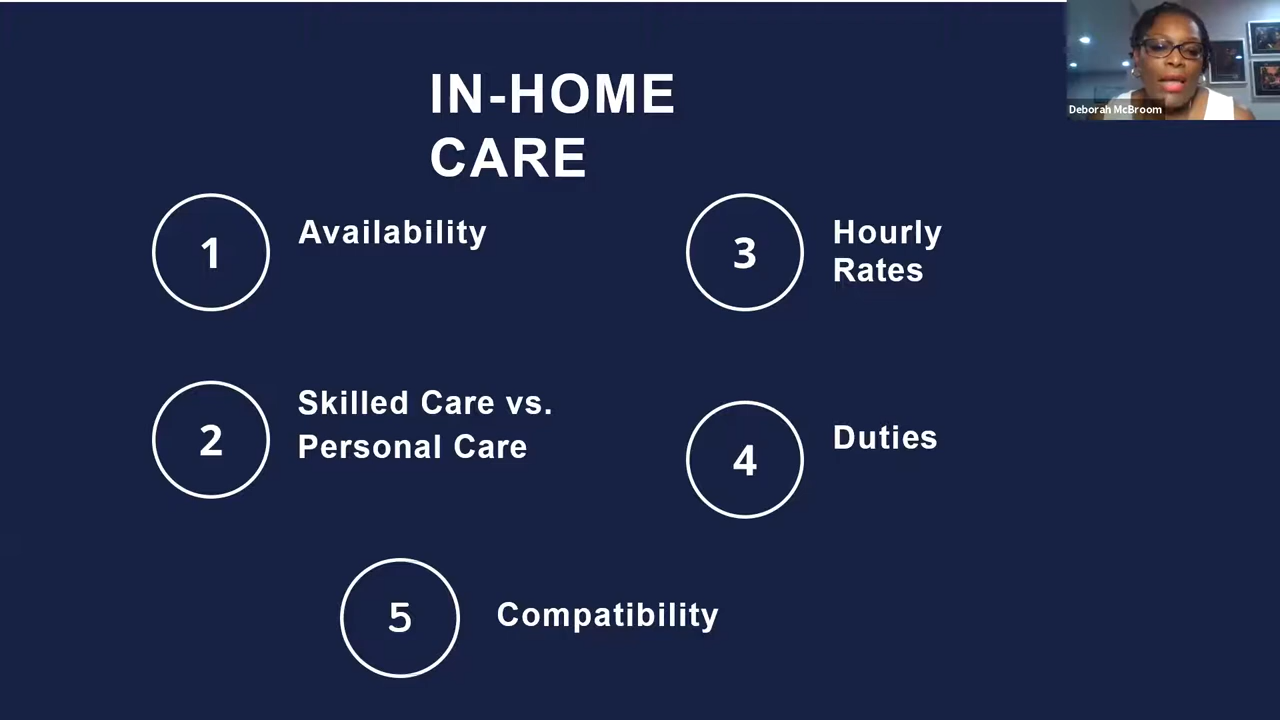 IN-HOME
CARE
1
Availability
2
Skilled Care vs.
Personal Care
3
Hourly
Rates
4
Duties
5
Compatibility
Deborah McBroom